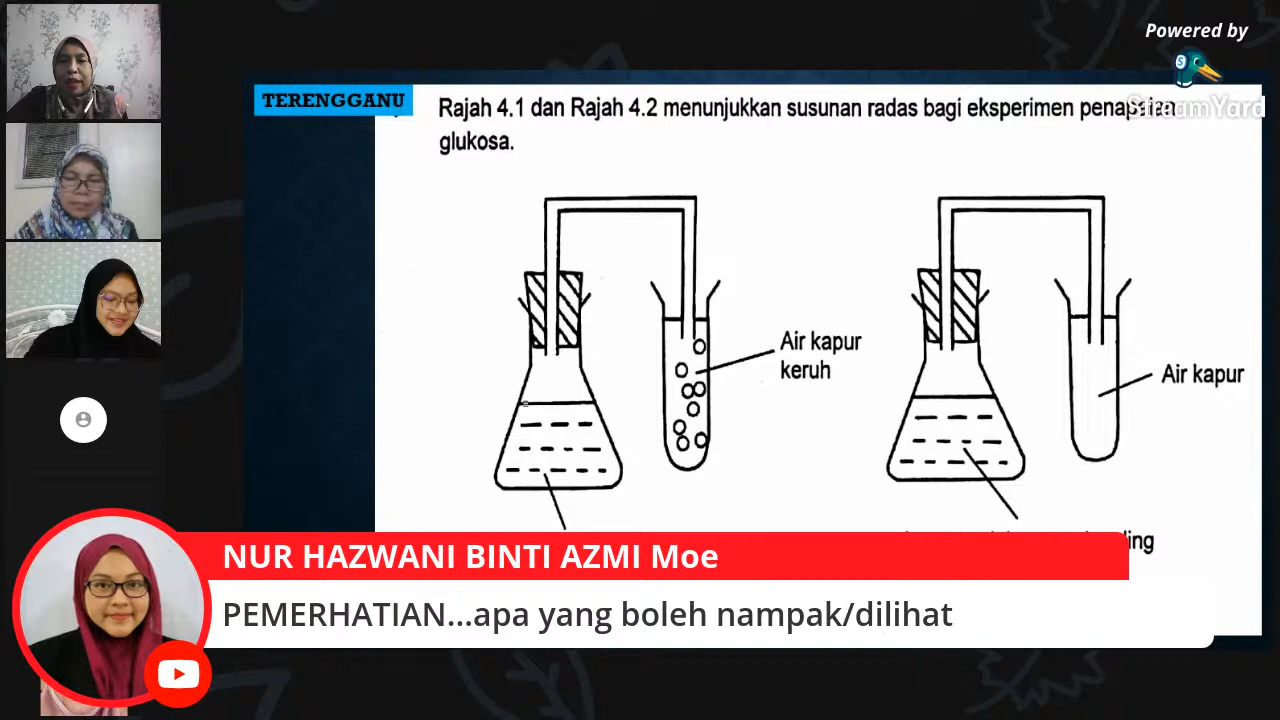 Powered by
StreamYard
TERENGGANU
Rajah 4.1 dan Rajah 4.2 menunjukkan susunan radas bagi eksperimen
glukosa.
Air kapur
keruh
Air kapur
NUR HAZWANI BINTI AZMI Moe
PEMERHATIAN...apa yang boleh nampak/dilihat